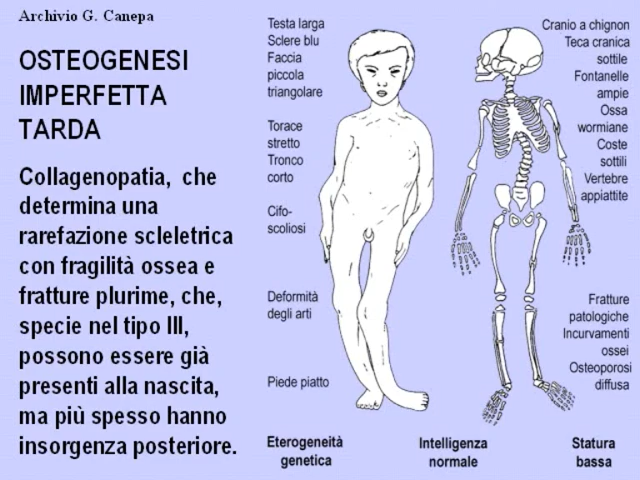 Archivio G. Canepa
OSTEOGENESI
IMPERFETTA
TARDA
Collagenopatia, che
determina una
rarefazione scleletrica
con fragilità ossea e
fratture plurime, che,
specie nel tipo III,
possono essere già
presenti alla nascita,
ma più spesso hanno
insorgenza posteriore.
Testa larga
Sclere blu
Faccia
piccola
triangolare
Torace
stretto
Tronco
corto
Cifo-
scoliosi
Deformità
degli arti
Piede piatto
Cranio a chignon
Teca cranica
sottile
Fontanelle
ampie
Ossa
wormiane
Coste
sottili
Vertebre
appiattite
Fratture
patologiche
Incurvamenti
ossei
Osteoporosi
diffusa
Eterogeneità
genetica
Intelligenza
normale
Statura
bassa